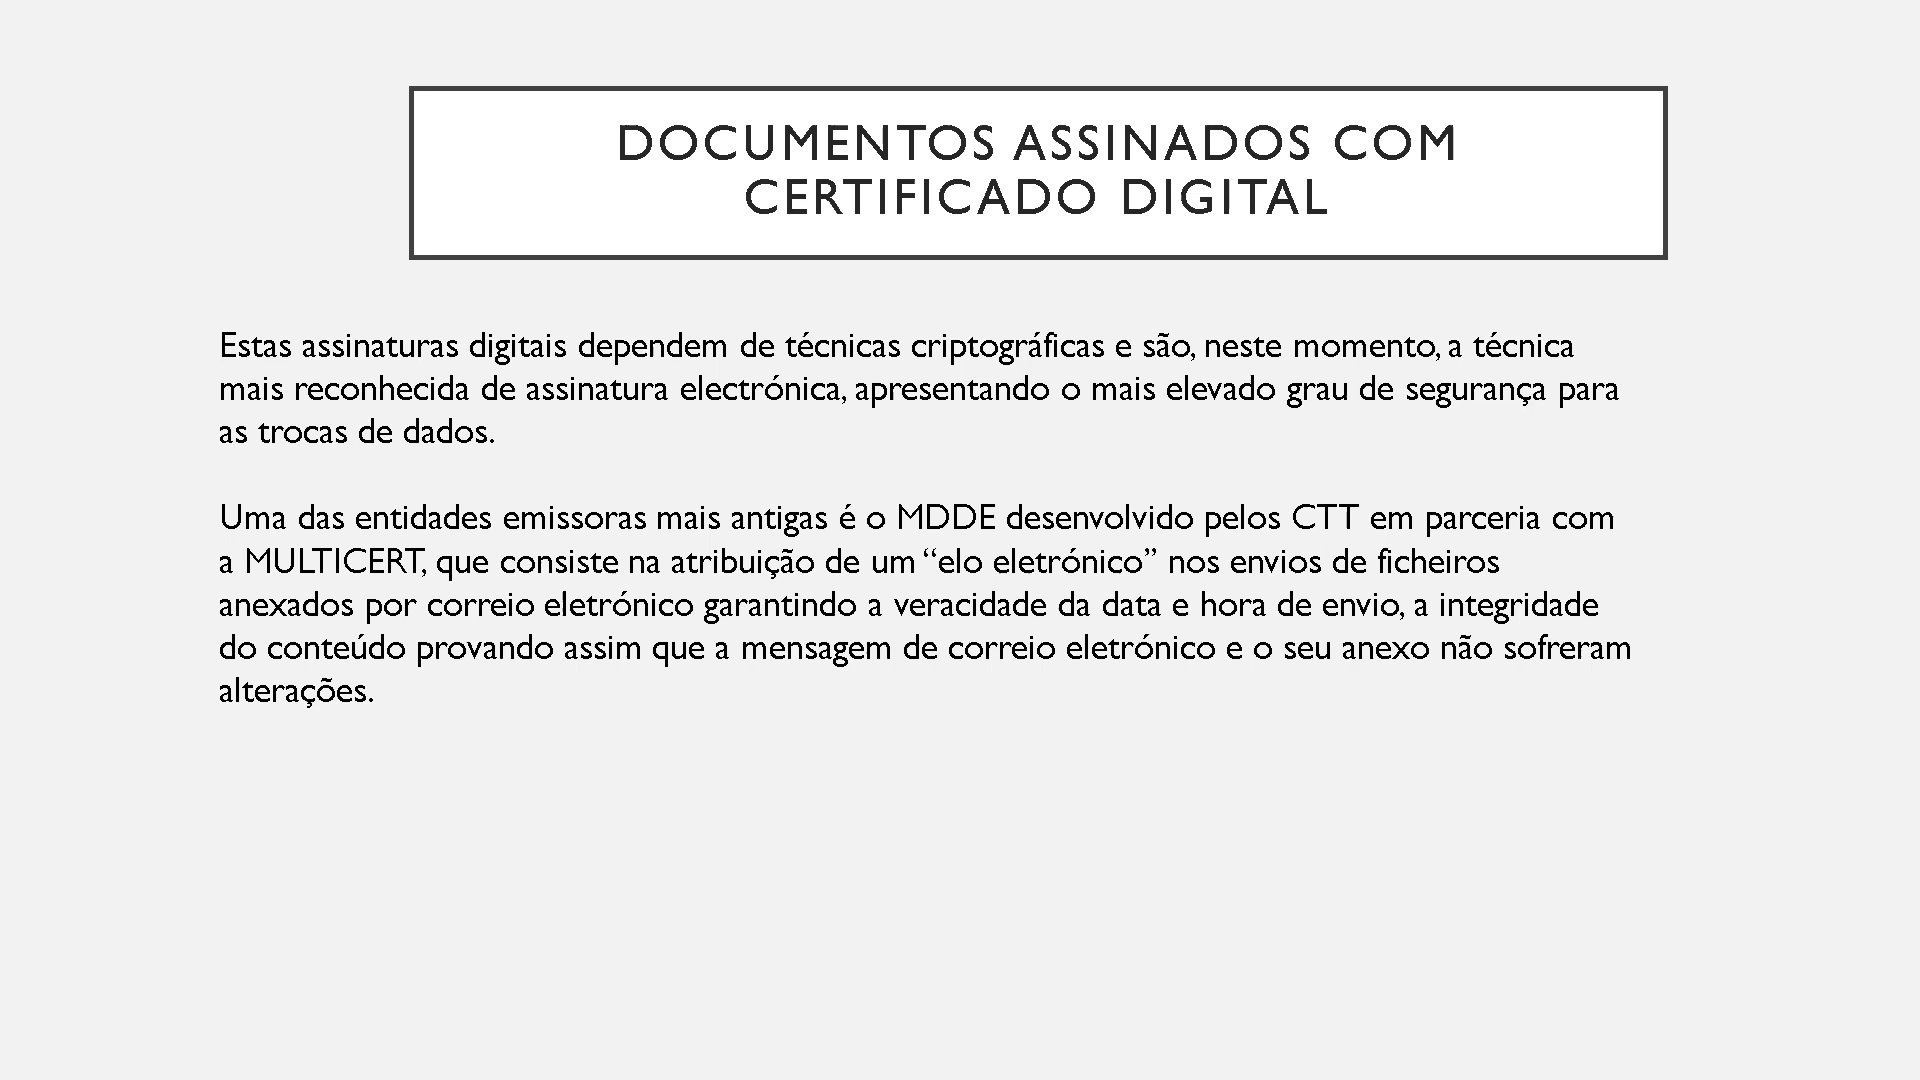 DOCUMENTOS ASSINADOS COM
CERTIFICADO DIGITAL
Estas assinaturas digitais dependem de técnicas criptográficas e são, neste momento, a técnica
mais reconhecida de assinatura electrónica, apresentando o mais elevado grau de segurança para
as trocas de dados.
Uma das entidades emissoras mais antigas é o MDDE desenvolvido pelos CTT em parceria com
a MULTICERT, que consiste na atribuição de um “elo eletrónico” nos envios de ficheiros
anexados por correio eletrónico garantindo a veracidade da data e hora de envio, a integridade
do conteúdo provando assim que a mensagem de correio eletrónico e o seu anexo não sofreram
alterações.